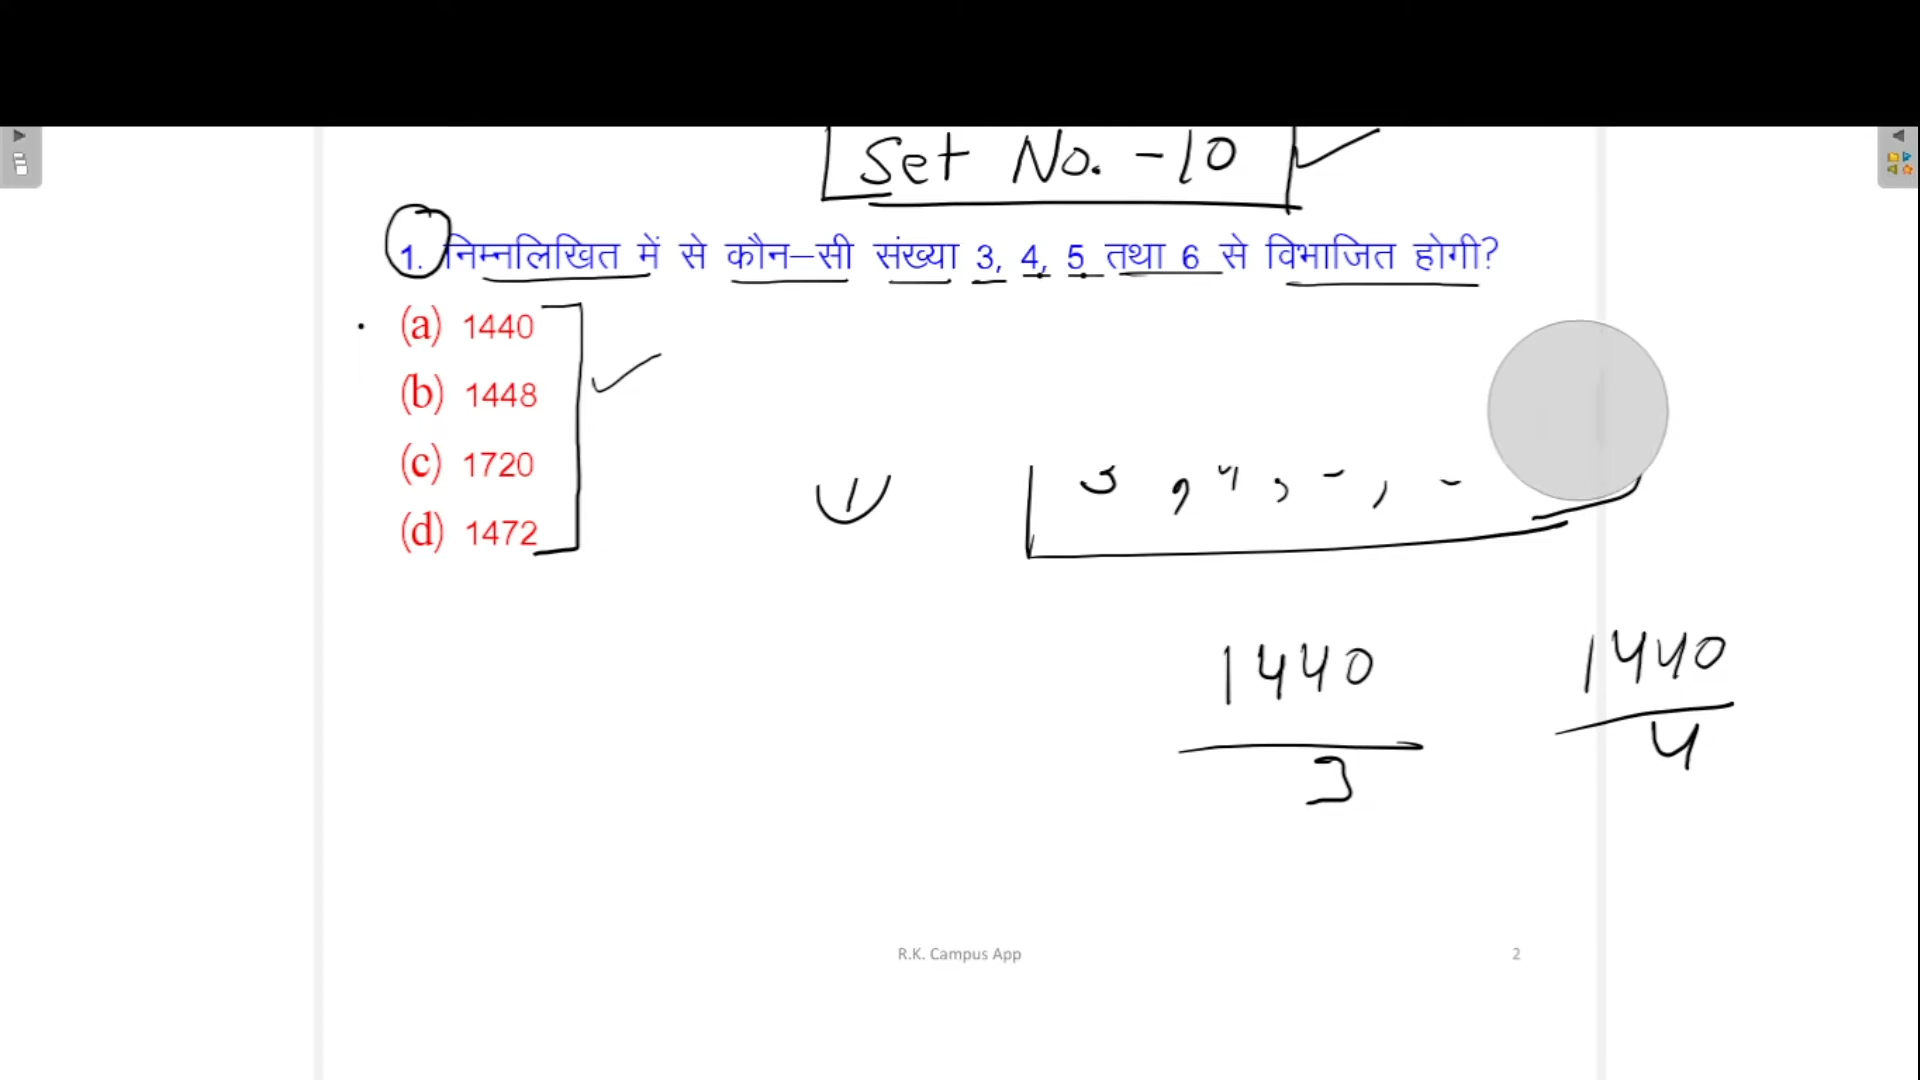 Set No. -10
1. निम्नलिखित में से कौन–सी संख्या 3, 4, 5 तथा 6 से विभाजित होगी?
(a) 1440
(b) 1448
(c) 1720
(d) 1472
1440 1440
3 4
R.K. Campus App 2